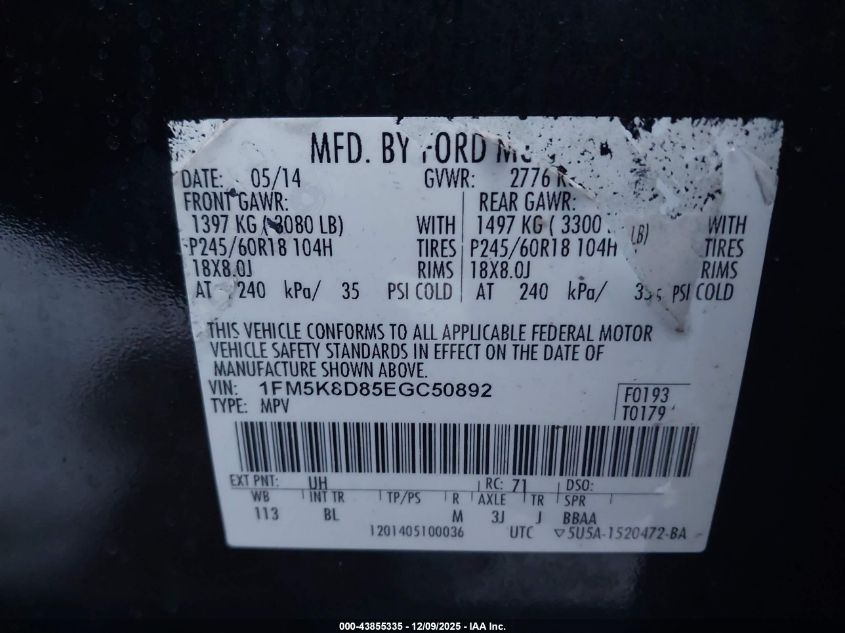 MFD. BY FORD MO
DATE: 05/14 GVWR: 2776 K
FRONT GAWR: REAR GAWR:
1397 KG (3080 LB) WITH 1497 KG ( 3300 LB) WITH
P245/60R18 104H TIRES P245/60R18 104H TIRES
18X8.0J RIMS 18X8.0J RIMS
AT 240 kPa/ 35 PSI COLD AT 240 kPa/ 35 PSI COLD
THIS VEHICLE CONFORMS TO ALL APPLICABLE FEDERAL MOTOR
VEHICLE SAFETY STANDARDS IN EFFECT ON THE DATE OF
MANUFACTURE SHOWN ABOVE.
VIN: 1FM5K8D85EGC50892 F0193
TYPE: MPV T0179
EXT PNT: UH RC: 71 DSO:
WB INT TR TP/PS R AXLE TR SPR
113 BL M 3J J BBAA
1201405100036 UTC ▽5U5A-1520472-BA
000-43855335 - 12/09/2025 - IAA Inc.